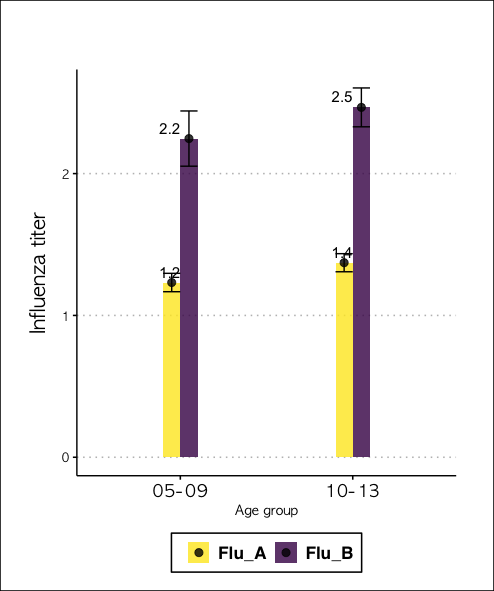 Influenza titer
2.5
2.2
2
1.4
1.2
1
0
05-09 10-13
Age group
Flu_A Flu_B